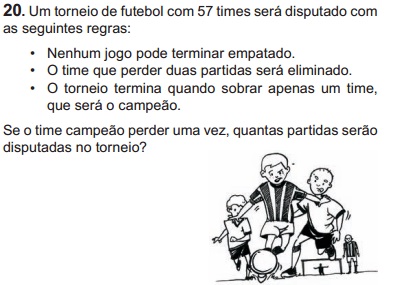 20. Um torneio de futebol com 57 times será disputado com
as seguintes regras:
• Nenhum jogo pode terminar empatado.
• O time que perder duas partidas será eliminado.
• O torneio termina quando sobrar apenas um time,
que será o campeão.
Se o time campeão perder uma vez, quantas partidas serão
disputadas no torneio?